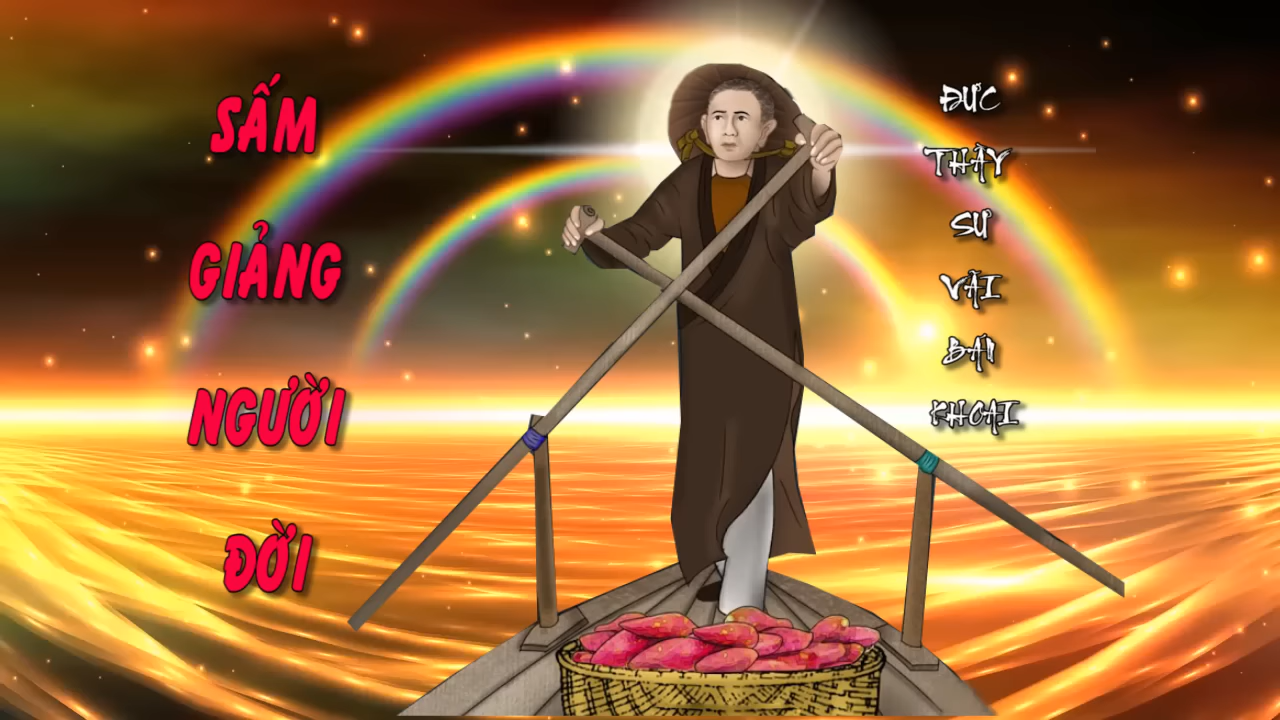 SẤM
GIẢNG
NGƯỜI
ĐỜI
ĐỨC
THẦY
SƯ
VÃI
BÁN
KHOAI